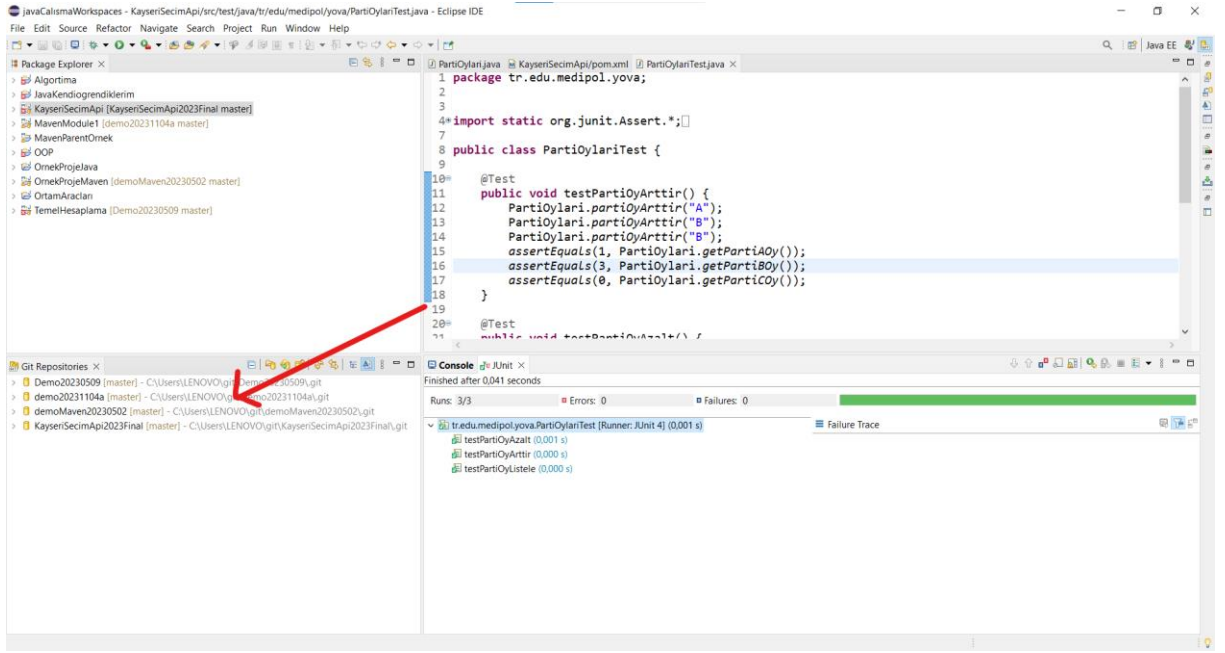 javaCalismaWorkspaces - KayseriSecimApi/src/test/java/tr/edu/medipol/yova/PartiOylariTest.java - Eclipse IDE
File Edit Source Refactor Navigate Search Project Run Window Help
Java EE
Package Explorer
Algortima
JavaKendiogrendiklerim
KayseriSecimApi [KayseriSecimApi2023Final master]
MavenModule1 [demo20231104a master]
MavenParentOrnek
OOP
OrnekProjeJava
OrnekProjeMaven [demoMaven20230502 master]
OrtamAraclari
TemelHesaplama [Demo20230509 master]
PartiOylari.java KayseriSecimApi/pom.xml PartiOylariTest.java
1 package tr.edu.medipol.yova;
2
3
4 import static org.junit.Assert.*;
7
8 public class PartiOylariTest {
9
10 @Test
11 public void testPartiOyArttir() {
12 PartiOylari.partiOyArttir("A");
13 PartiOylari.partiOyArttir("B");
14 PartiOylari.partiOyArttir("B");
15 assertEquals(1, PartiOylari.getPartiAOy());
16 assertEquals(3, PartiOylari.getPartiBOy());
17 assertEquals(0, PartiOylari.getPartiCOy());
18 }
19
20 @Test
21 public void testPartiOyAzalt() {
Git Repositories
Demo20230509 [master] - C:\Users\LENOVO\git\Demo20230509\.git
demo20231104a [master] - C:\Users\LENOVO\git\demo20231104a\.git
demoMaven20230502 [master] - C:\Users\LENOVO\git\demoMaven20230502\.git
KayseriSecimApi2023Final [master] - C:\Users\LENOVO\git\KayseriSecimApi2023Final\.git
Console JUnit
Finished after 0,041 seconds
Runs: 3/3 Errors: 0 Failures: 0
tr.edu.medipol.yova.PartiOylariTest [Runner: JUnit 4] (0,001 s)
testPartiOyAzalt (0,001 s)
testPartiOyArttir (0,000 s)
testPartiOyListele (0,000 s)
Failure Trace